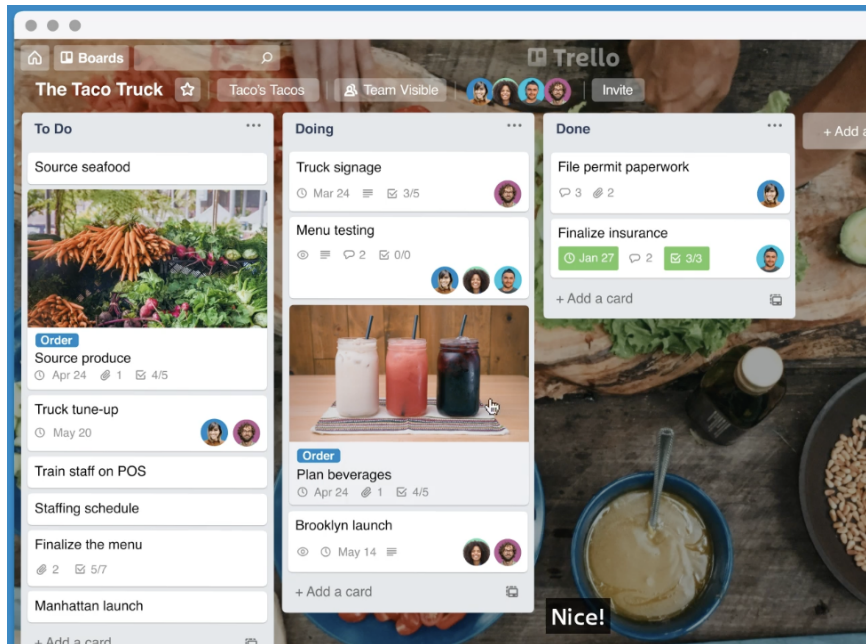 Boards
Trello
The Taco Truck
Taco's Tacos
Team Visible
Invite
To Do
Source seafood
Order
Source produce
Apr 24 1 4/5
Truck tune-up
May 20
Train staff on POS
Staffing schedule
Finalize the menu
2 5/7
Manhattan launch
+ Add a card
Doing
Truck signage
Mar 24 3/5
Menu testing
2 0/0
Order
Plan beverages
Apr 24 1 4/5
Brooklyn launch
May 14
+ Add a card
Done
File permit paperwork
3 2
Finalize insurance
Jan 27 2 3/3
+ Add a card
+ Add a
Nice!